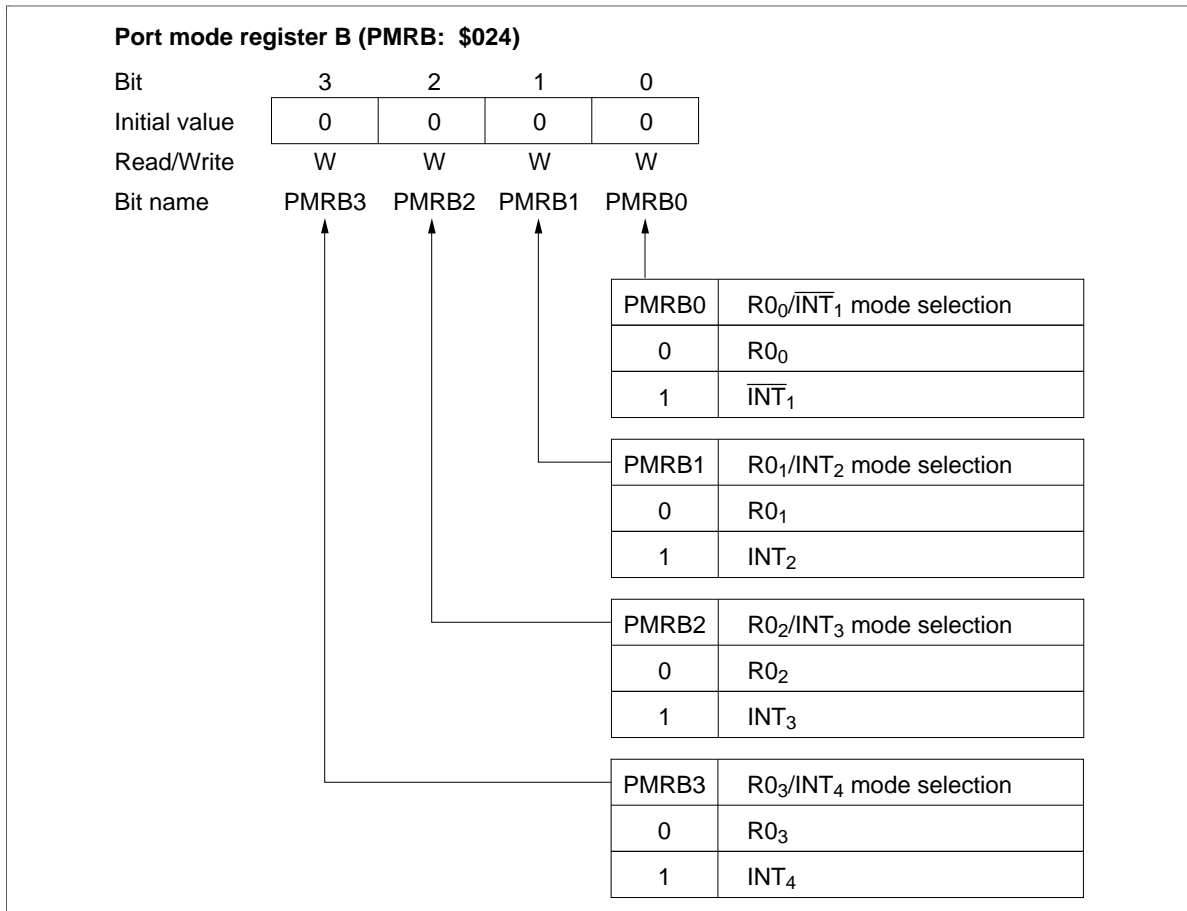 Port mode register B (PMRB: $024)
Bit 3 2 1 0
Initial value 0 0 0 0
Read/Write W W W W
Bit name PMRB3 PMRB2 PMRB1 PMRB0
PMRB0 R0₀/I̅N̅T̅₁ mode selection
0 R0₀
1 I̅N̅T̅₁
PMRB1 R0₁/INT₂ mode selection
0 R0₁
1 INT₂
PMRB2 R0₂/INT₃ mode selection
0 R0₂
1 INT₃
PMRB3 R0₃/INT₄ mode selection
0 R0₃
1 INT₄